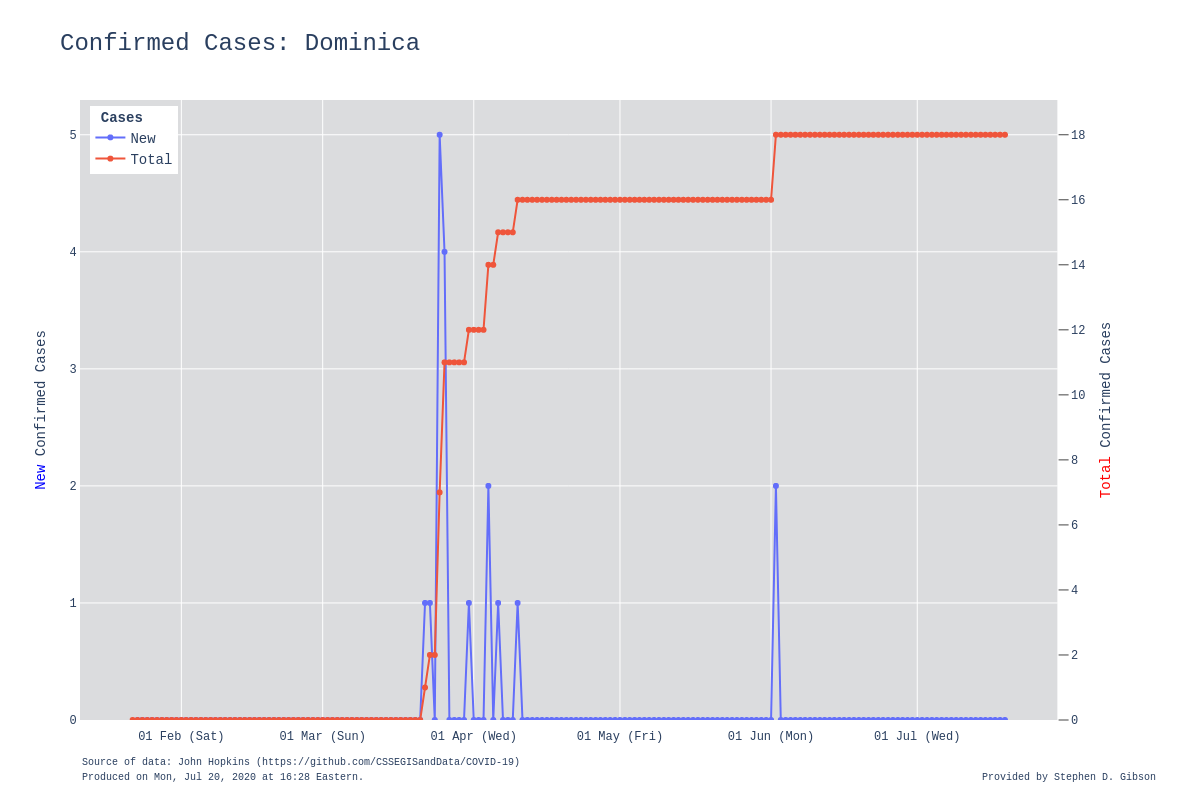 Confirmed Cases: Dominica
Cases
New
Total
5
4
3
2
1
0
18
16
14
12
10
8
6
4
2
0
New Confirmed Cases
Total Confirmed Cases
01 Feb (Sat)
01 Mar (Sun)
01 Apr (Wed)
01 May (Fri)
01 Jun (Mon)
01 Jul (Wed)
Source of data: John Hopkins (https://github.com/CSSEGISandData/COVID-19)
Produced on Mon, Jul 20, 2020 at 16:28 Eastern.
Provided by Stephen D. Gibson